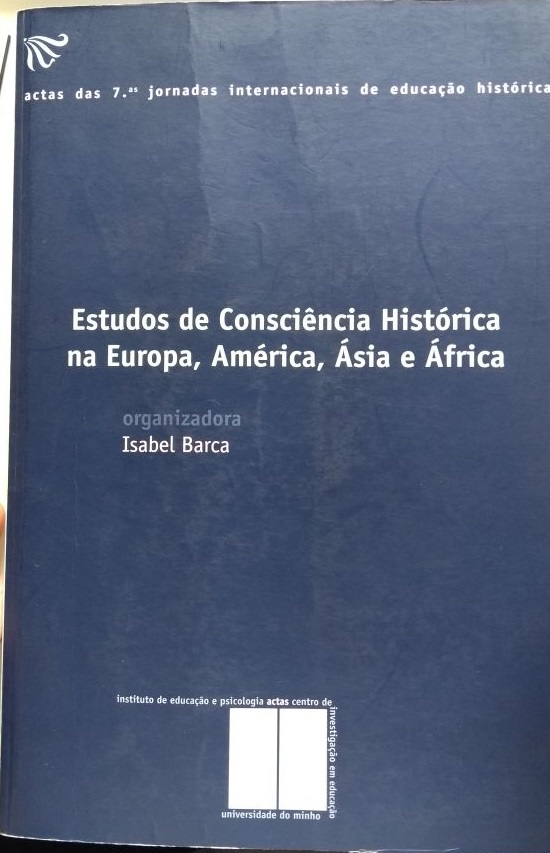 actas das 7.as jornadas internacionais de educação histórica
Estudos de Consciência Histórica
na Europa, América, Ásia e África
organizadora
Isabel Barca
instituto de educação e psicologia actas centro de
investigação em educação
universidade do minho